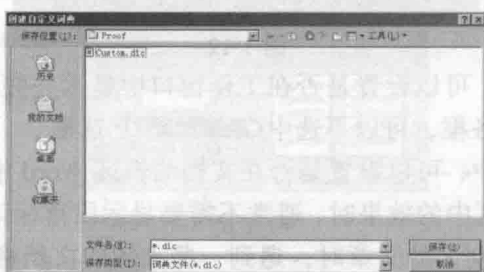 创建自定义词典
保存位置(I): Proof 工具(L)
Custom.dic
历史
我的文档
桌面
收藏夹
文件名(N): *.dic 保存(S)
保存类型(T): 词典文件(*.dic) 取消